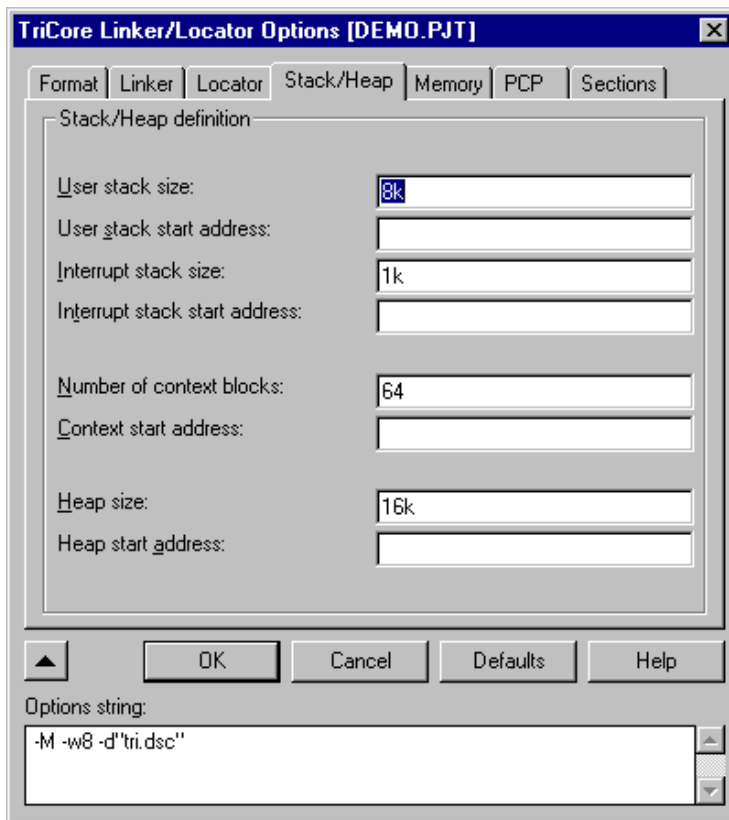 TriCore Linker/Locator Options [DEMO.PJT]
Format Linker Locator Stack/Heap Memory PCP Sections
Stack/Heap definition
User stack size: 8k
User stack start address:
Interrupt stack size: 1k
Interrupt stack start address:
Number of context blocks: 64
Context start address:
Heap size: 16k
Heap start address:
OK Cancel Defaults Help
Options string:
-M -w8 -d"tri.dsc"